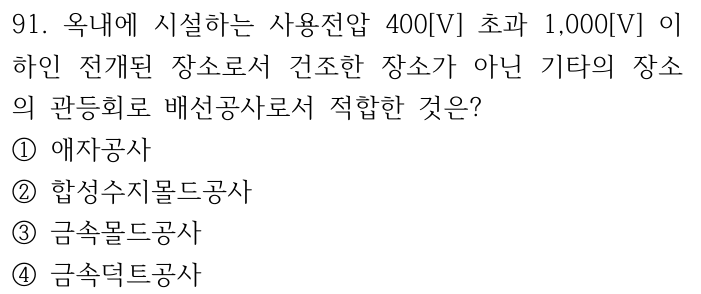 91. 옥내에 시설하는 사용전압 400[V] 초과 1,000[V] 이
하인 전개된 장소로서 건조한 장소가 아닌 기타의 장소
의 관등회로 배선공사로서 적합한 것은?
① 애자공사
② 합성수지몰드공사
③ 금속몰드공사
④ 금속덕트공사